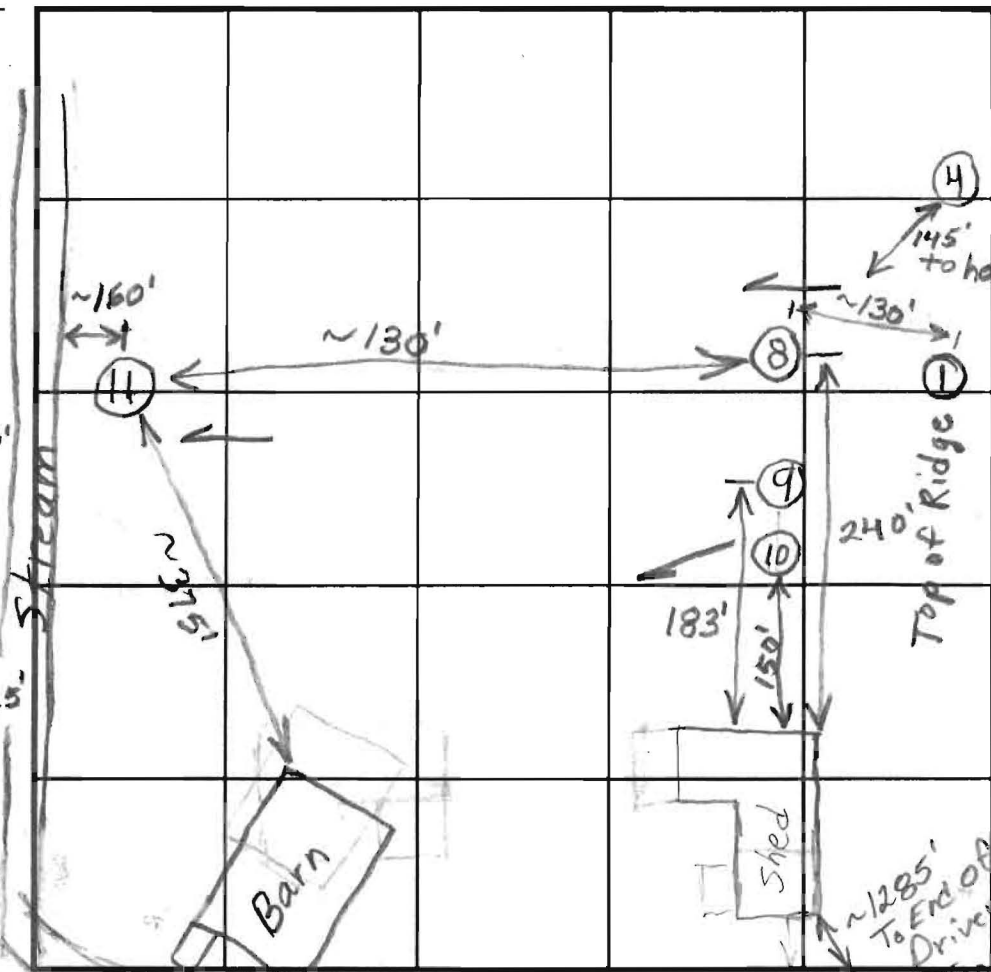 4
145'
to ho
~160'
~130'
~130'
8
1
11
Stream
9
240'
Top of Ridge
10
~375'
183'
150'
Barn
Shed
~1285'
To End of
Drive